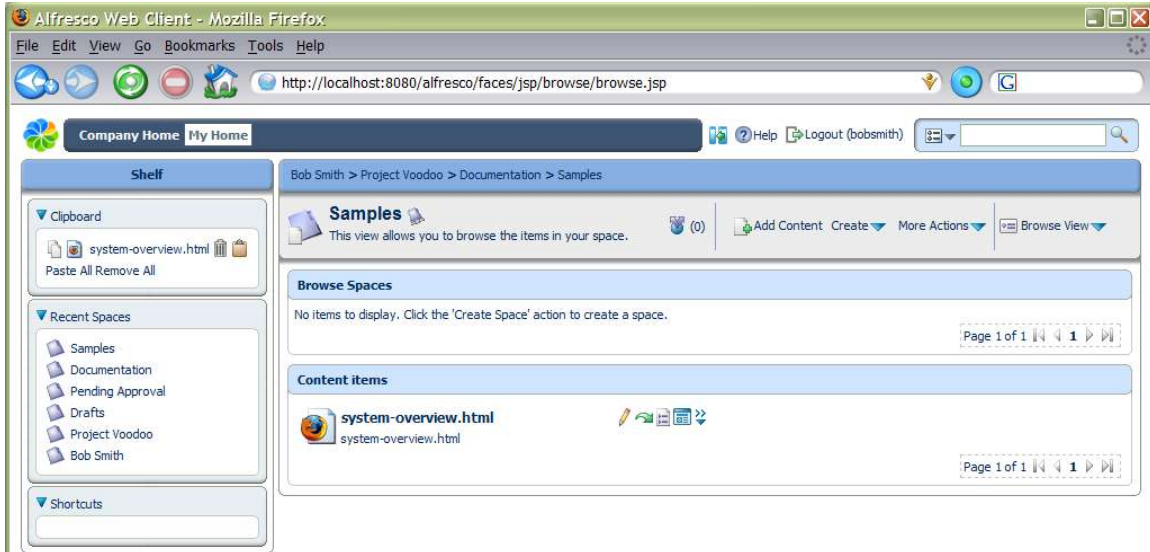 Alfresco Web Client - Mozilla Firefox
File Edit View Go Bookmarks Tools Help
http://localhost:8080/alfresco/faces/jsp/browse/browse.jsp G
Company Home My Home Help Logout (bobsmith)
Shelf
Clipboard
system-overview.html
Paste All Remove All
Recent Spaces
Samples
Documentation
Pending Approval
Drafts
Project Voodoo
Bob Smith
Shortcuts
Bob Smith > Project Voodoo > Documentation > Samples
Samples
This view allows you to browse the items in your space.
(0) Add Content Create More Actions Browse View
Browse Spaces
No items to display. Click the 'Create Space' action to create a space.
Page 1 of 1 1
Content items
system-overview.html
system-overview.html
Page 1 of 1 1